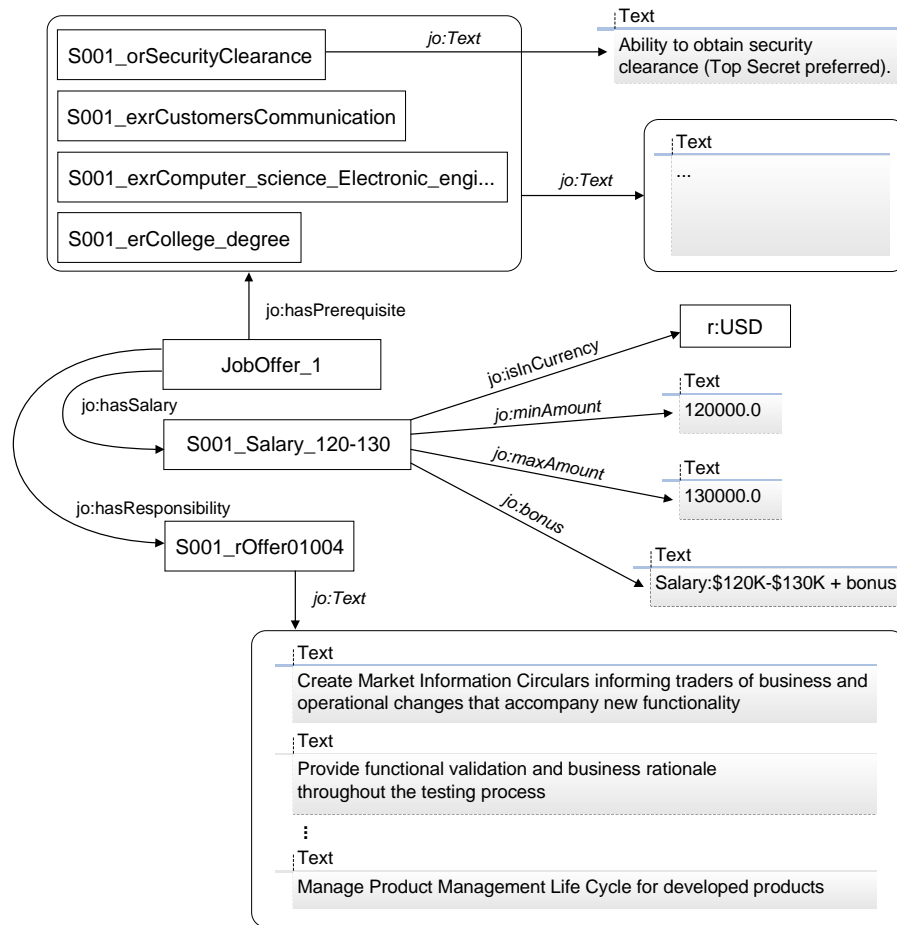 Text
jo:Text
S001_orSecurityClearance
Ability to obtain security
clearance (Top Secret preferred).
S001_exrCustomersCommunication
Text
S001_exrComputer_science_Electronic_engi...
jo:Text
...
S001_erCollege_degree
jo:hasPrerequisite
r:USD
JobOffer_1
jo:isInCurrency
Text
jo:hasSalary
jo:minAmount
120000.0
S001_Salary_120-130
jo:maxAmount
Text
130000.0
jo:hasResponsibility
jo:bonus
S001_rOffer01004
Text
Salary:$120K-$130K + bonus
jo:Text
Text
Create Market Information Circulars informing traders of business and
operational changes that accompany new functionality
Text
Provide functional validation and business rationale
throughout the testing process
⋮
Text
Manage Product Management Life Cycle for developed products